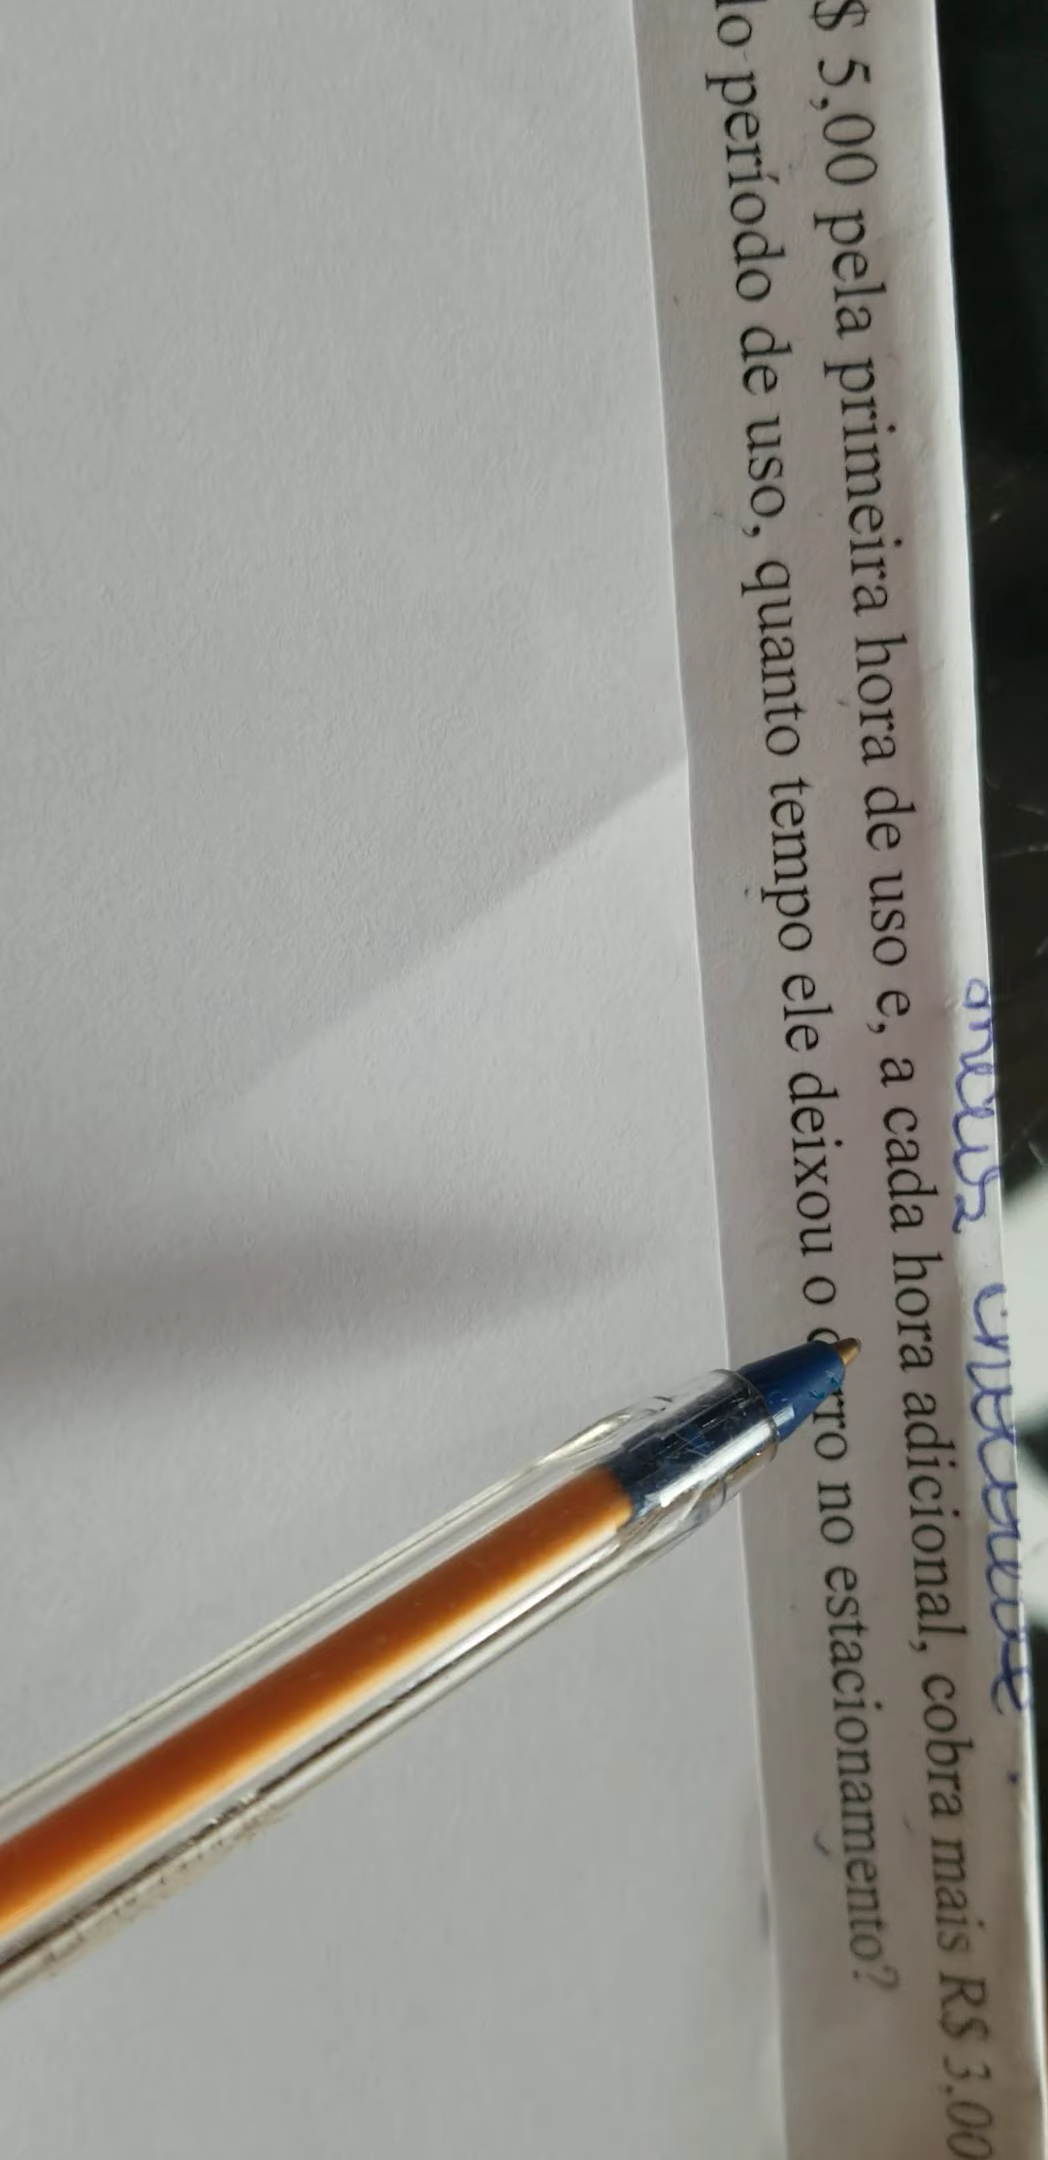 $ 5,00 pela primeira hora de uso e, a cada hora adicional, cobra mais R$ 3,00
lo período de uso, quanto tempo ele deixou o rro no estacionamento?